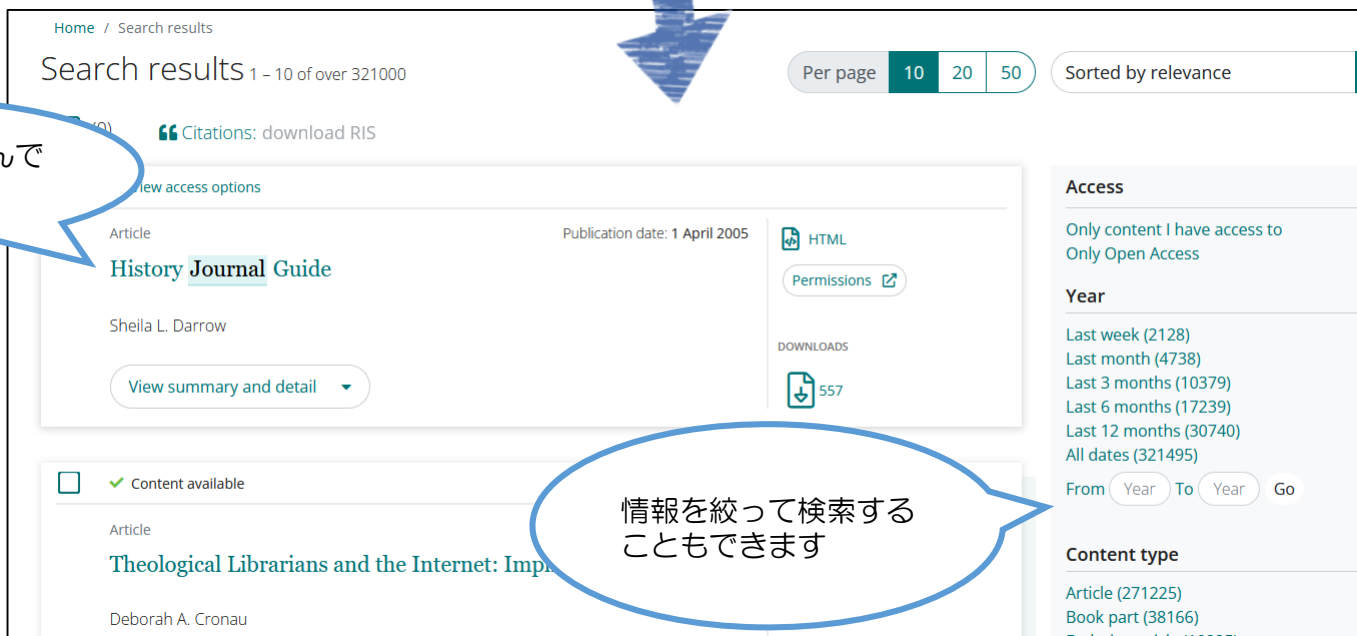 Home / Search results
Search results 1 – 10 of over 321000
Per page 10 20 50
Sorted by relevance
Citations: download RIS
んで
View access options
Article
Publication date: 1 April 2005
History Journal Guide
Sheila L. Darrow
View summary and detail
HTML
Permissions
DOWNLOADS
557
Content available
Article
Theological Librarians and the Internet:
Deborah A. Cronau
情報を絞って検索する
こともできます
Access
Only content I have access to
Only Open Access
Year
Last week (2128)
Last month (4738)
Last 3 months (10379)
Last 6 months (17239)
Last 12 months (30740)
All dates (321495)
From Year To Year Go
Content type
Article (271225)
Book part (38166)